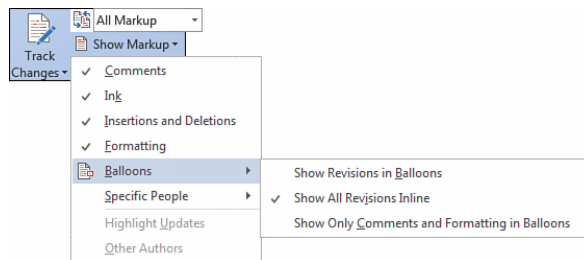 All Markup
Show Markup
Track
Changes
Comments
Ink
Insertions and Deletions
Formatting
Balloons
Show Revisions in Balloons
Specific People
Show All Revisions Inline
Highlight Updates
Show Only Comments and Formatting in Balloons
Other Authors